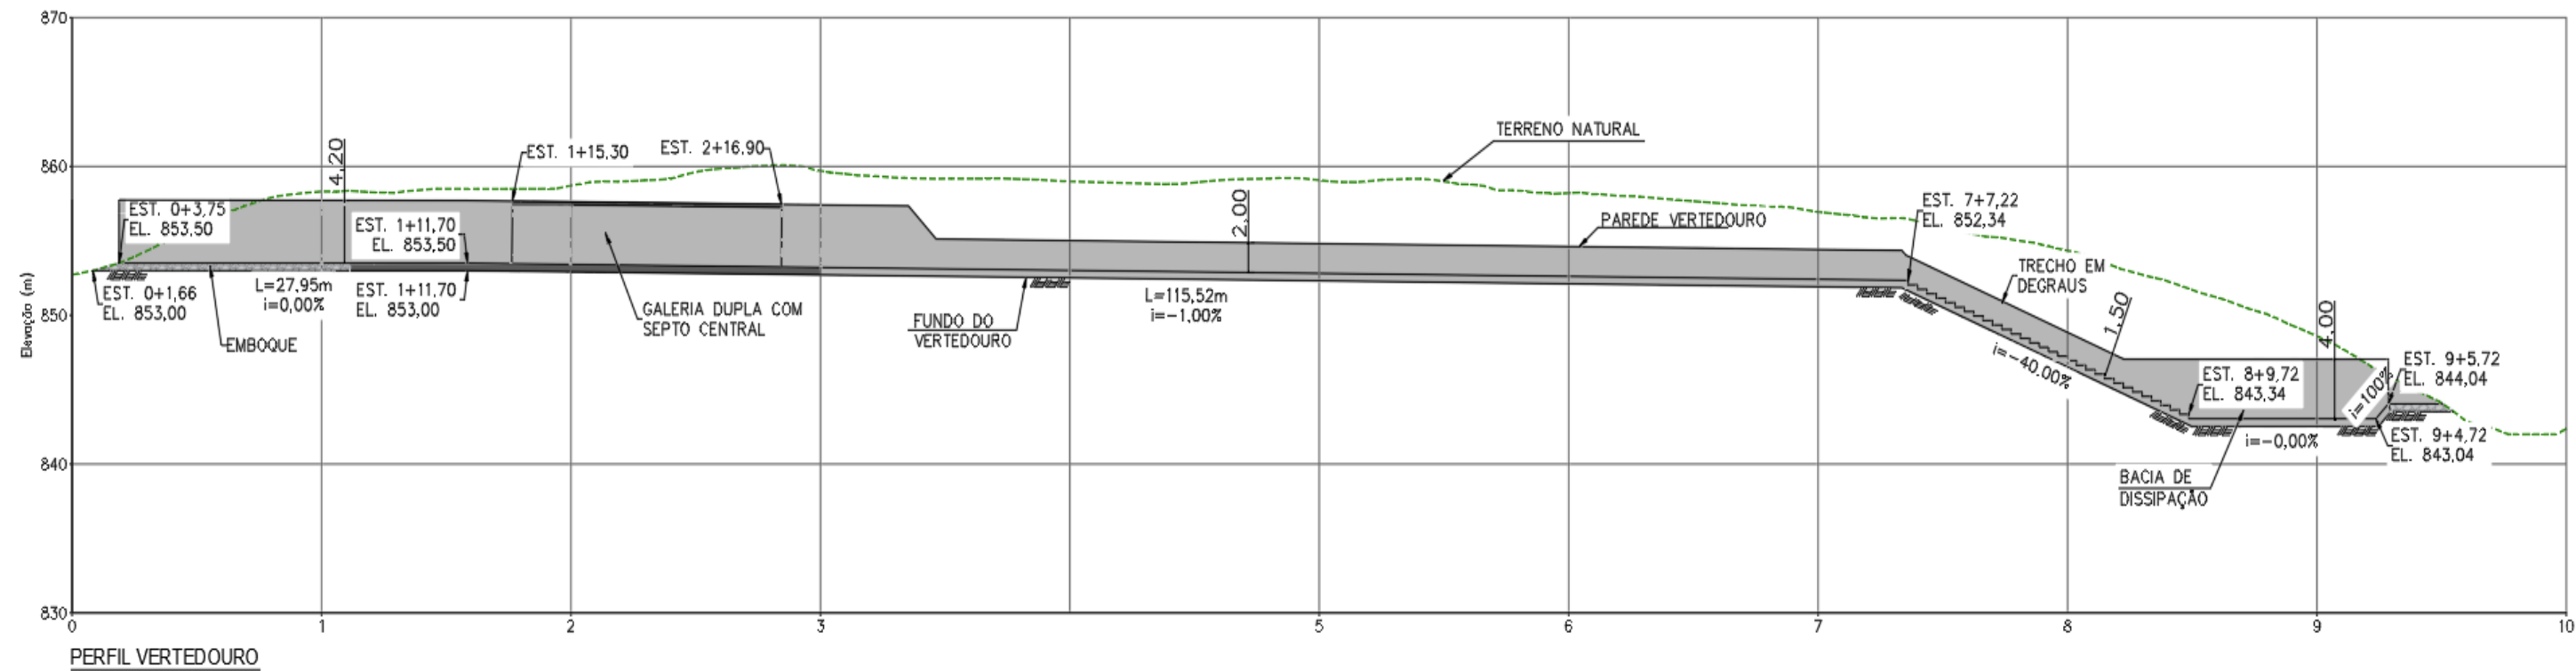 870
860
850
840
830
Elevação (m)
0
1
2
3
5
6
7
8
9
10
EST. 0+3,75
EL. 853,50
EST. 0+1,66
EL. 853,00
EMBOQUE
L=27,95m
i=0,00%
4,20
EST. 1+11,70
EL. 853,50
EST. 1+11,70
EL. 853,00
EST. 1+15,30
EST. 2+16,90
GALERIA DUPLA COM
SEPTO CENTRAL
FUNDO DO
VERTEDOURO
L=115,52m
i=-1,00%
2,00
TERRENO NATURAL
PAREDE VERTEDOURO
EST. 7+7,22
EL. 852,34
TRECHO EM
DEGRAUS
i=-40.00%
1,50
EST. 8+9,72
EL. 843,34
4,00
i=100%
i=-0,00%
BACIA DE
DISSIPAÇÃO
EST. 9+5,72
EL. 844,04
EST. 9+4,72
EL. 843,04
PERFIL VERTEDOURO